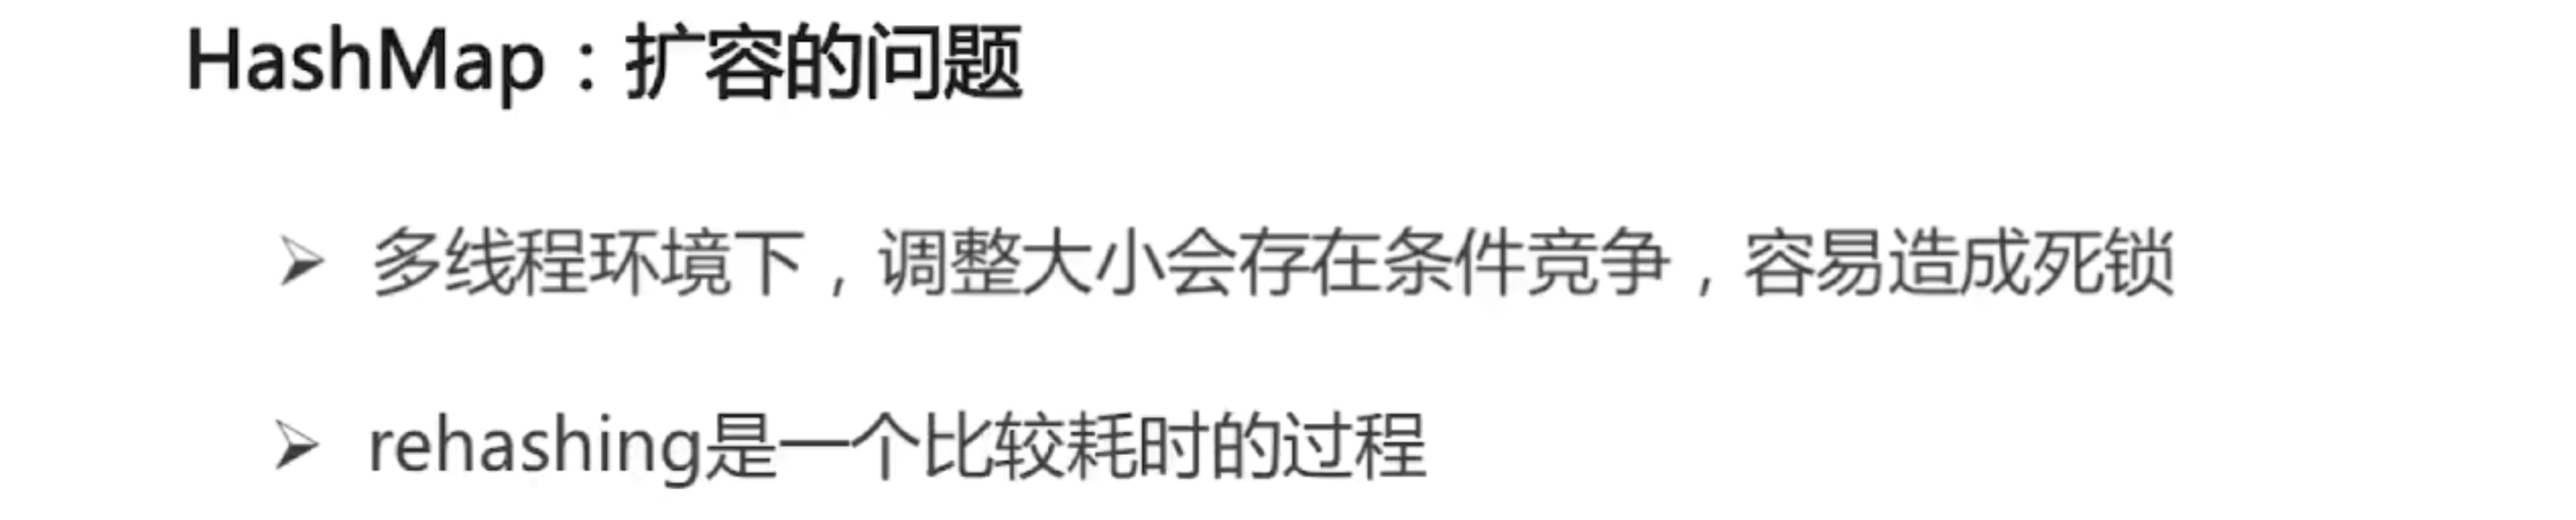 HashMap：扩容的问题
多线程环境下，调整大小会存在条件竞争，容易造成死锁
rehashing是一个比较耗时的过程